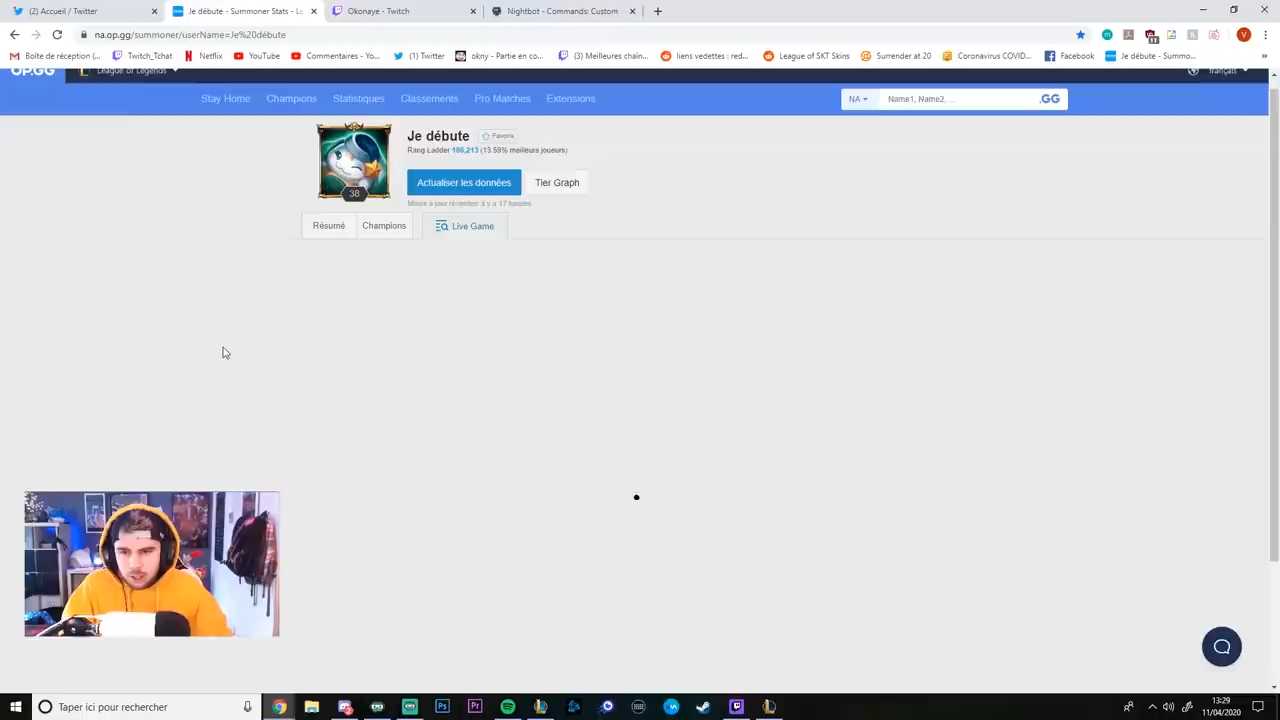 (2) Accueil / Twitter
Je débute - Summoner Stats - Lo
Okonaye - Twitch
Nightbot - Commands: Custom
na.op.gg/summoner/userName=Je%20débute
Boîte de réception (...
Twitch_Tchat
Netflix
YouTube
Commentaires - Yo...
(1) Twitter
okny - Partie en co...
(3) Meilleures chaîn...
liens vedettes : red...
League of SKT Skins
Surrender at 20
Coronavirus COVID...
Facebook
Je débute - Summo...
OP.GG
League of Legends
français
Stay Home
Champions
Statistiques
Classements
Pro Matches
Extensions
NA
Name1, Name2, ...
.GG
Je débute
Favoris
Rang Ladder 186,213 (13.59% meilleurs joueurs)
38
Actualiser les données
Tier Graph
Mises à jour récentes: il y a 17 heures
Résumé
Champions
Live Game
Taper ici pour rechercher
13:29
11/04/2020